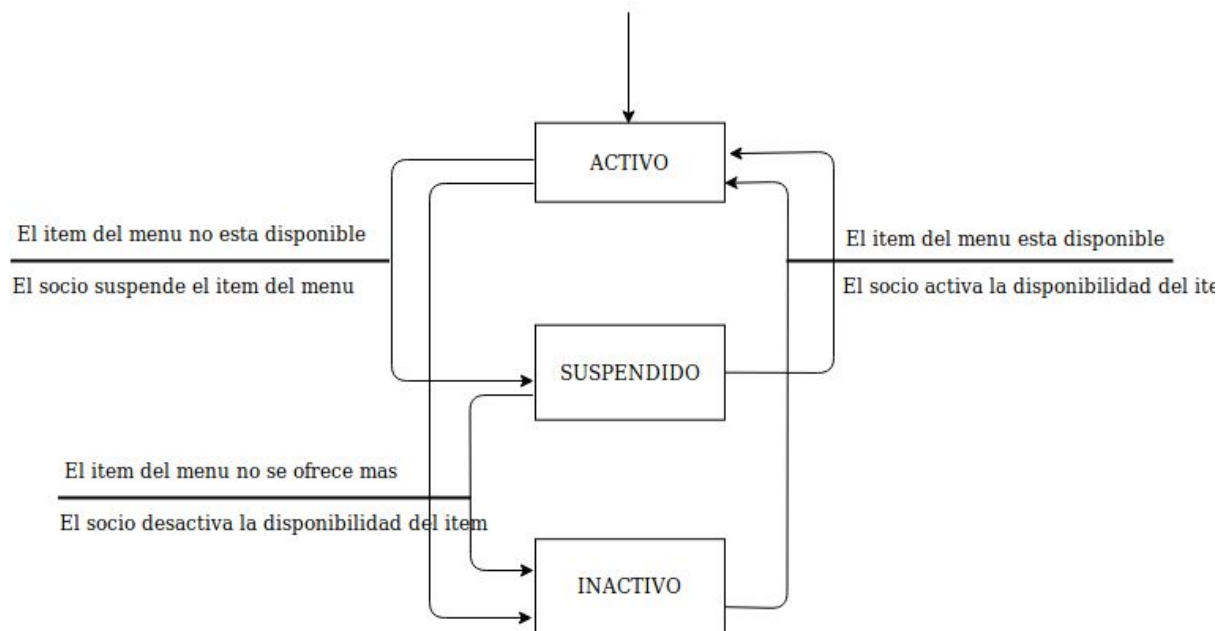 ACTIVO
El item del menu no esta disponible
El socio suspende el item del menu
El item del menu esta disponible
El socio activa la disponibilidad del
SUSPENDIDO
El item del menu no se ofrece mas
El socio desactiva la disponibilidad del item
INACTIVO